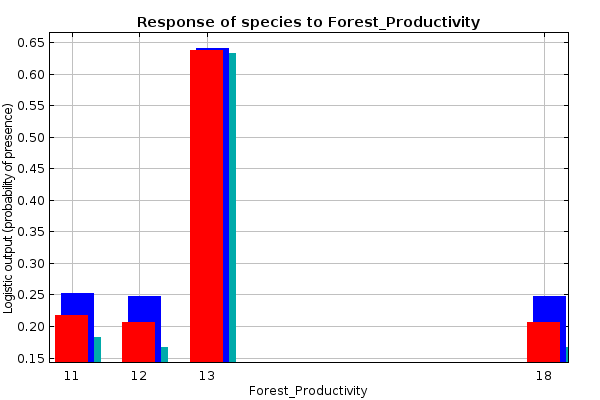 Response of species to Forest_Productivity
Logistic output (probability of presence)
0.65
0.60
0.55
0.50
0.45
0.40
0.35
0.30
0.25
0.20
0.15
11 12 13 18
Forest_Productivity